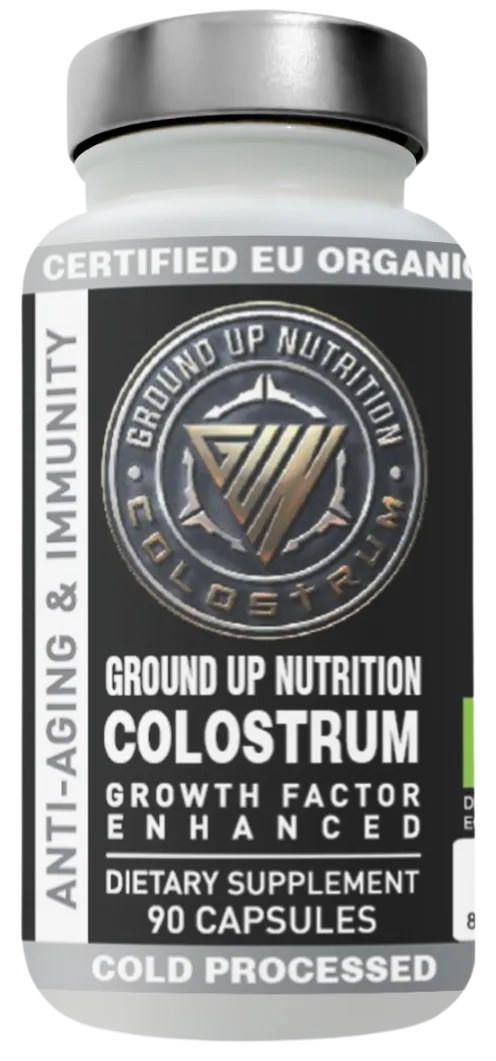 CERTIFIED EU ORGANIC
ANTI-AGING & IMMUNITY
GROUND UP NUTRITION
GUN
COLOSTRUM
GROUND UP NUTRITION
COLOSTRUM
GROWTH FACTOR
ENHANCED
DIETARY SUPPLEMENT
90 CAPSULES
COLD PROCESSED